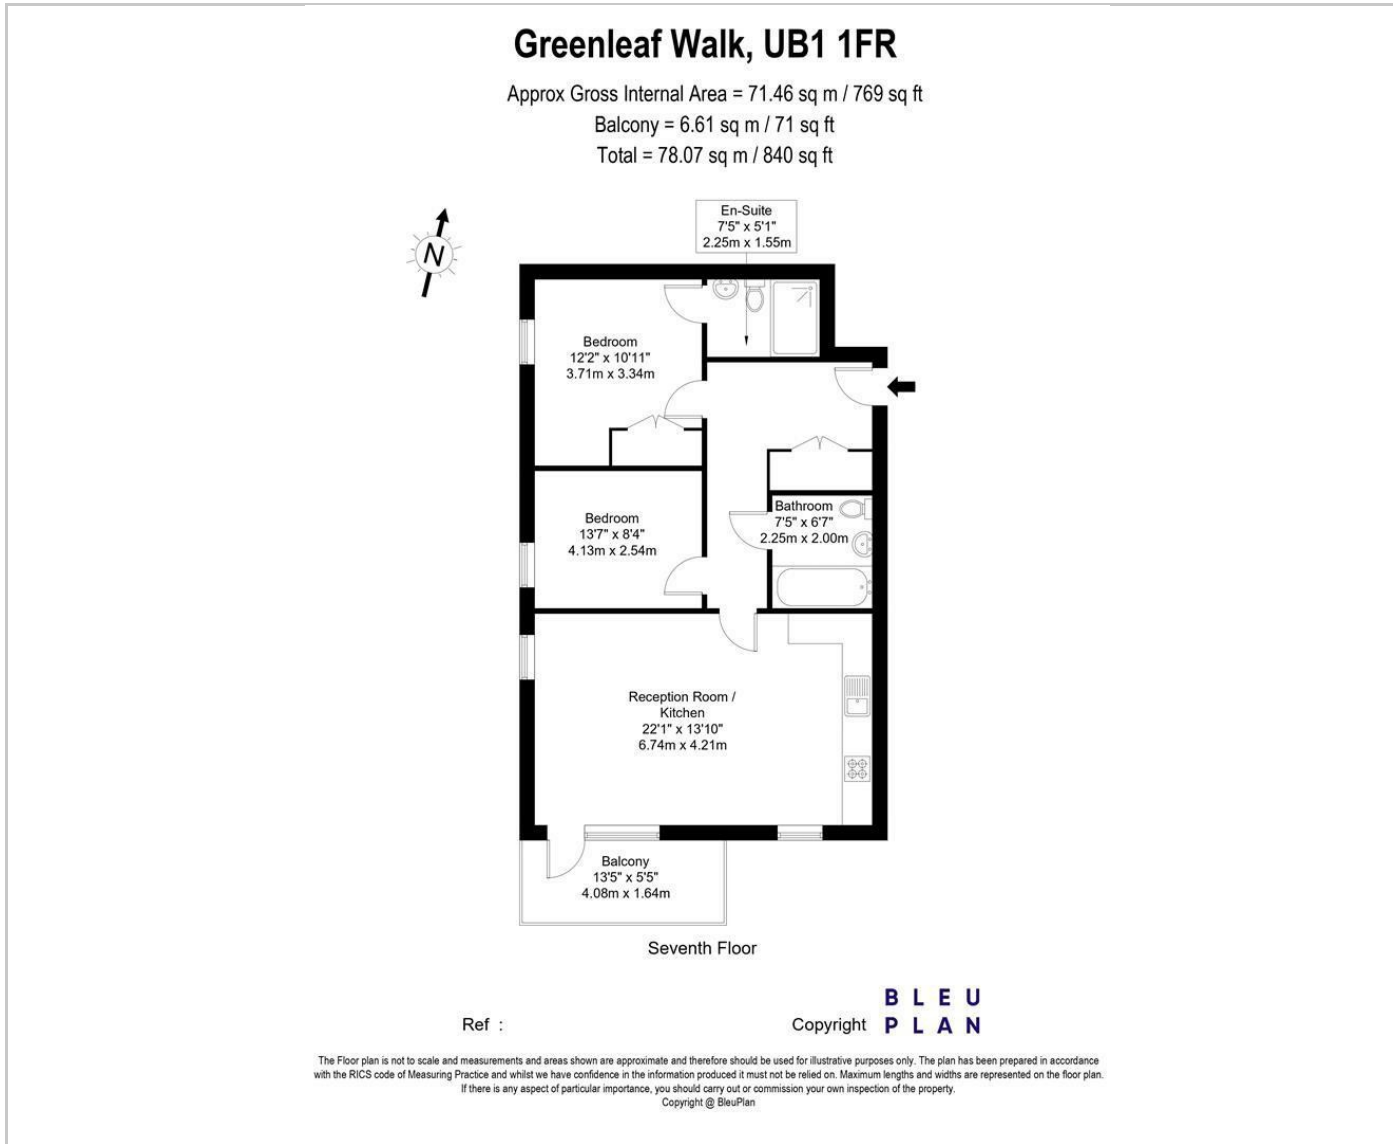 Greenleaf Walk, UB1 1FR
Approx Gross Internal Area = 71.46 sq m / 769 sq ft
Balcony = 6.61 sq m / 71 sq ft
Total = 78.07 sq m / 840 sq ft
En-Suite
7'5" x 5'1"
2.25m x 1.55m
N
Bedroom
12'2" x 10'11"
3.71m x 3.34m
Bedroom
13'7" x 8'4"
4.13m x 2.54m
Bathroom
7'5" x 6'7"
2.25m x 2.00m
Reception Room /
Kitchen
22'1" x 13'10"
6.74m x 4.21m
Balcony
13'5" x 5'5"
4.08m x 1.64m
Seventh Floor
Ref :
Copyright
BLEU
PLAN
The Floor plan is not to scale and measurements and areas shown are approximate and therefore should be used for illustrative purposes only. The plan has been prepared in accordance
with the RICS code of Measuring Practice and whilst we have confidence in the information produced it must not be relied on. Maximum lengths and widths are represented on the floor plan.
If there is any aspect of particular importance, you should carry out or commission your own inspection of the property.
Copyright @ BleuPlan